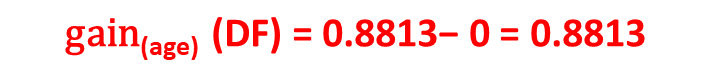 gain(age) (DF) = 0.8813– 0 = 0.8813